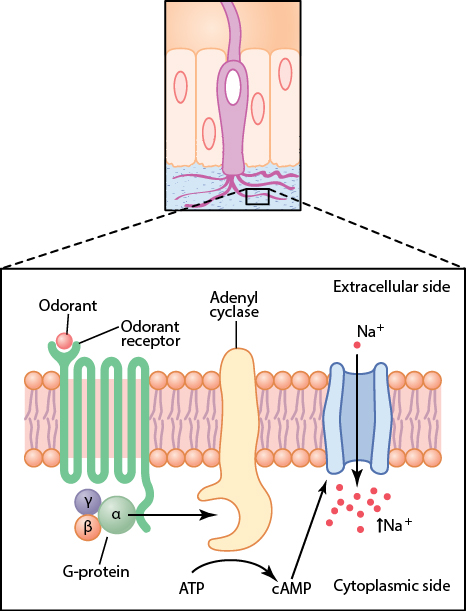 Extracellular side
Odorant
Odorant
receptor
Adenyl
cyclase
Na+
γ
β
α
G-protein
ATP
cAMP
↑Na+
Cytoplasmic side